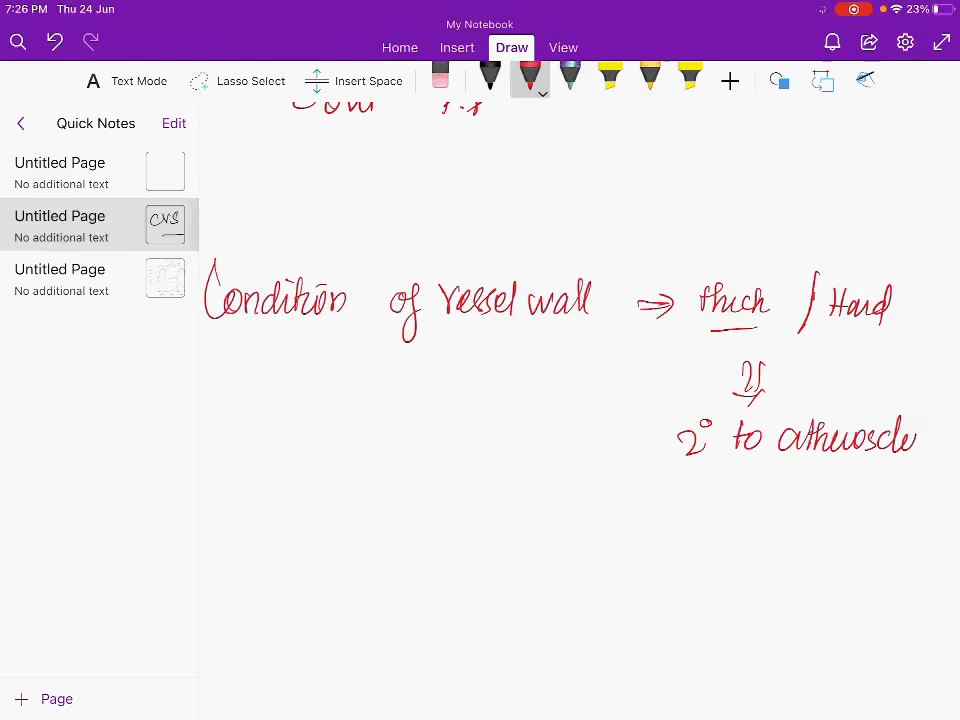 7:26 PM Thu 24 Jun 23%
My Notebook
Home Insert Draw View
A Text Mode Lasso Select Insert Space
Quick Notes Edit
Untitled Page
No additional text
Untitled Page
No additional text
CNS
Untitled Page
No additional text
Condition of vessel wall ⇒ thick / Hard
⇓
2° to atheroscle
+ Page